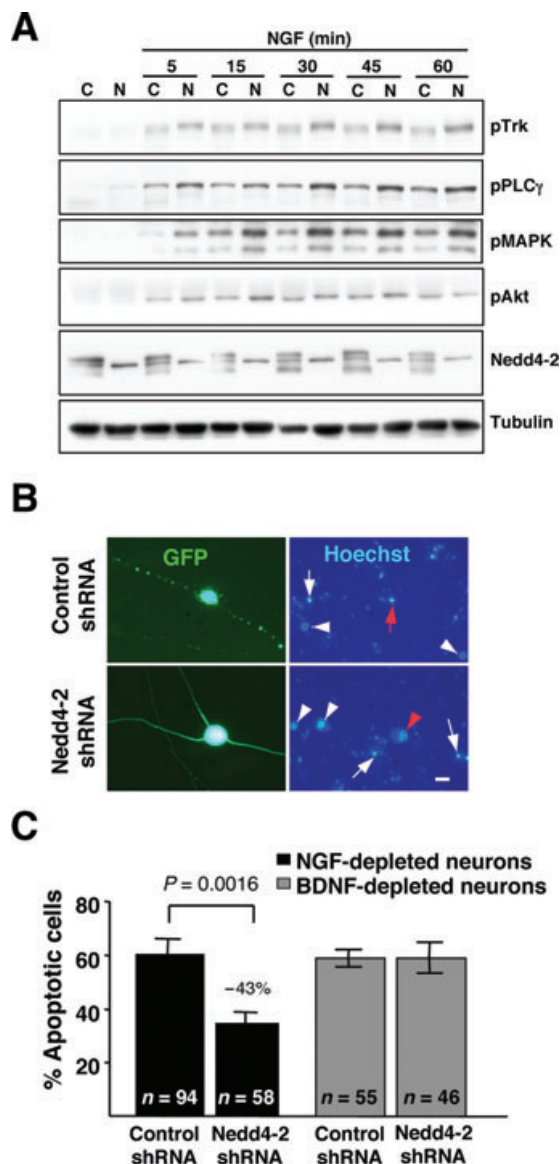 A
NGF (min)
5 15 30 45 60
C N C N C N C N C N C N
pTrk
pPLCγ
pMAPK
pAkt
Nedd4-2
Tubulin
B
GFP Hoechst
Control
shRNA
Nedd4-2
shRNA
C
NGF-depleted neurons
BDNF-depleted neurons
P = 0.0016
% Apoptotic cells
80
60
40
20
−43%
n = 94 n = 58 n = 55 n = 46
Control Nedd4-2 Control Nedd4-2
shRNA shRNA shRNA shRNA